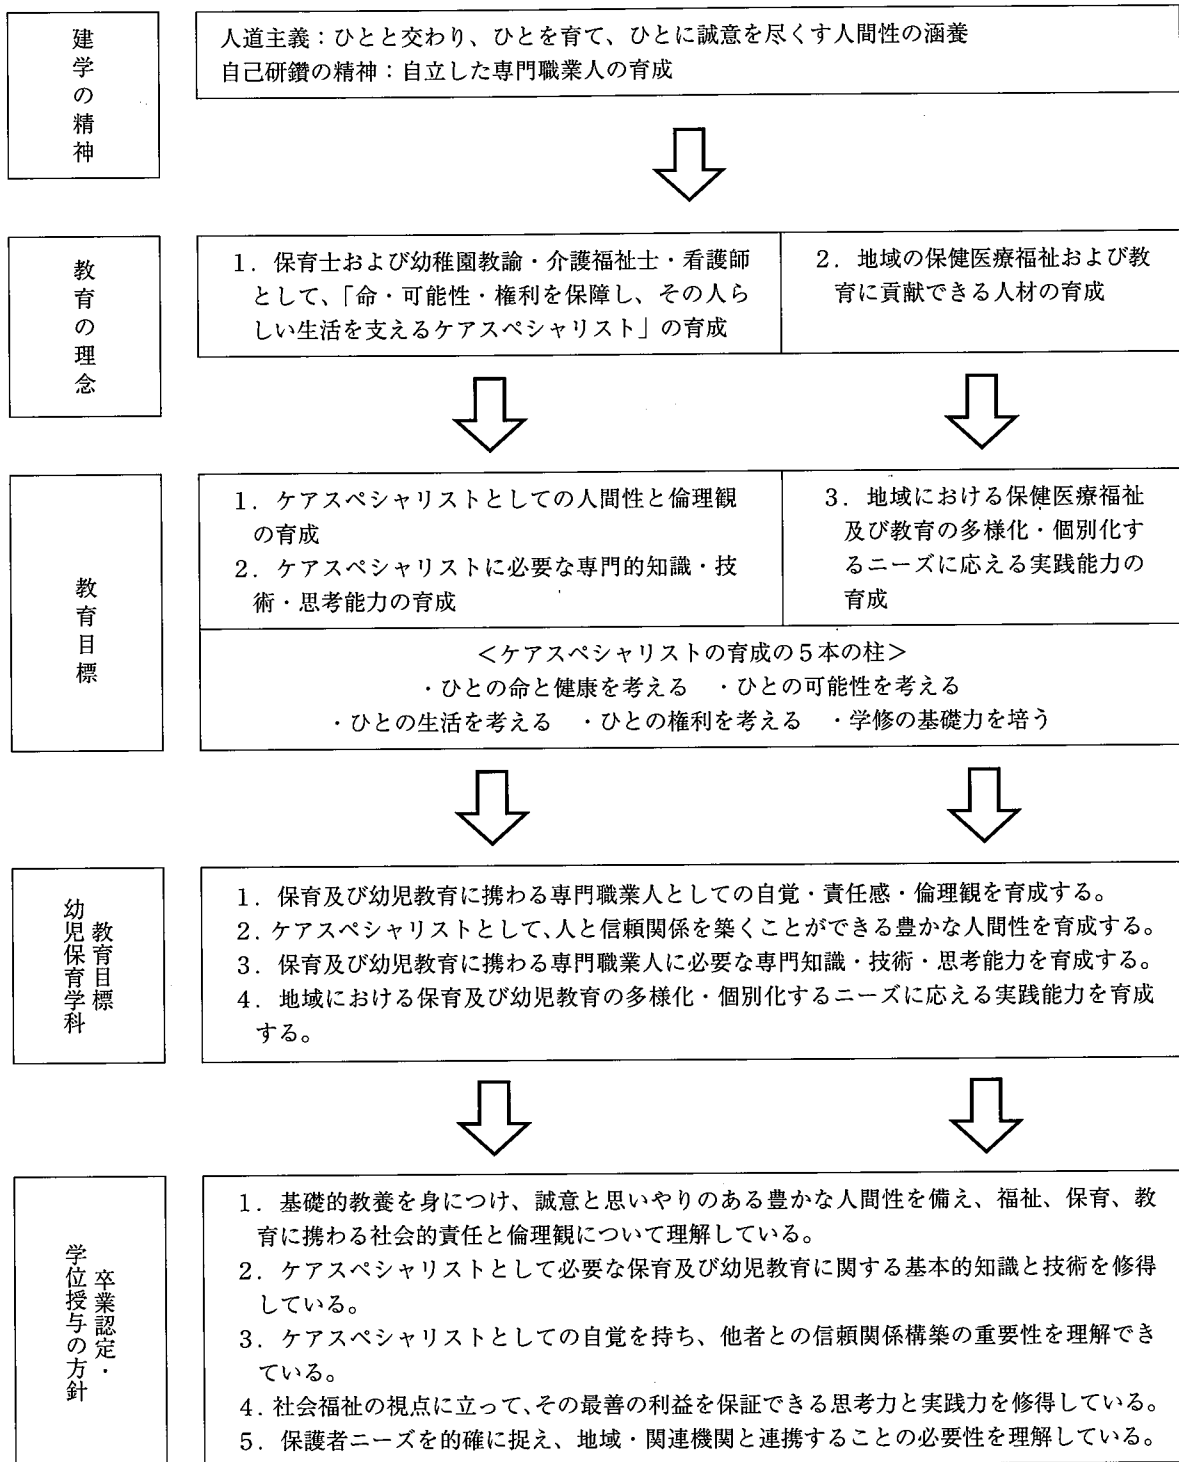 建学の精神
人道主義：ひとと交わり、ひとを育て、ひとに誠意を尽くす人間性の涵養
自己研鑽の精神：自立した専門職業人の育成
教育の理念
1．保育士および幼稚園教諭・介護福祉士・看護師
として、「命・可能性・権利を保障し、その人ら
しい生活を支えるケアスペシャリスト」の育成
2．地域の保健医療福祉および教
育に貢献できる人材の育成
教育目標
1．ケアスペシャリストとしての人間性と倫理観
の育成
2．ケアスペシャリストに必要な専門的知識・技
術・思考能力の育成
3．地域における保健医療福祉
及び教育の多様化・個別化す
るニーズに応える実践能力の
育成
＜ケアスペシャリストの育成の5本の柱＞
・ひとの命と健康を考える　・ひとの可能性を考える
・ひとの生活を考える　・ひとの権利を考える　・学修の基礎力を培う
教育目標
幼児保育学科
1．保育及び幼児教育に携わる専門職業人としての自覚・責任感・倫理観を育成する。
2．ケアスペシャリストとして、人と信頼関係を築くことができる豊かな人間性を育成する。
3．保育及び幼児教育に携わる専門職業人に必要な専門知識・技術・思考能力を育成する。
4．地域における保育及び幼児教育の多様化・個別化するニーズに応える実践能力を育成
する。
卒業認定・
学位授与の方針
1．基礎的教養を身につけ、誠意と思いやりのある豊かな人間性を備え、福祉、保育、教
育に携わる社会的責任と倫理観について理解している。
2．ケアスペシャリストとして必要な保育及び幼児教育に関する基本的知識と技術を修得
している。
3．ケアスペシャリストとしての自覚を持ち、他者との信頼関係構築の重要性を理解でき
ている。
4．社会福祉の視点に立って、その最善の利益を保証できる思考力と実践力を修得している。
5．保護者ニーズを的確に捉え、地域・関連機関と連携することの必要性を理解している。